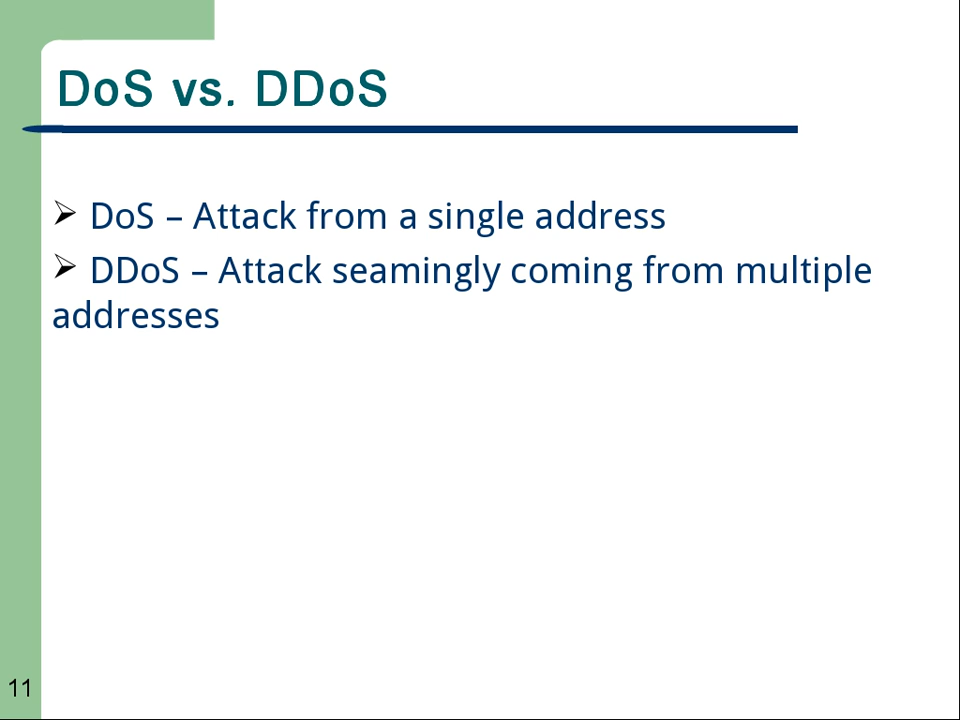 DoS vs. DDoS
➢ DoS – Attack from a single address
➢ DDoS – Attack seamingly coming from multiple
addresses
11